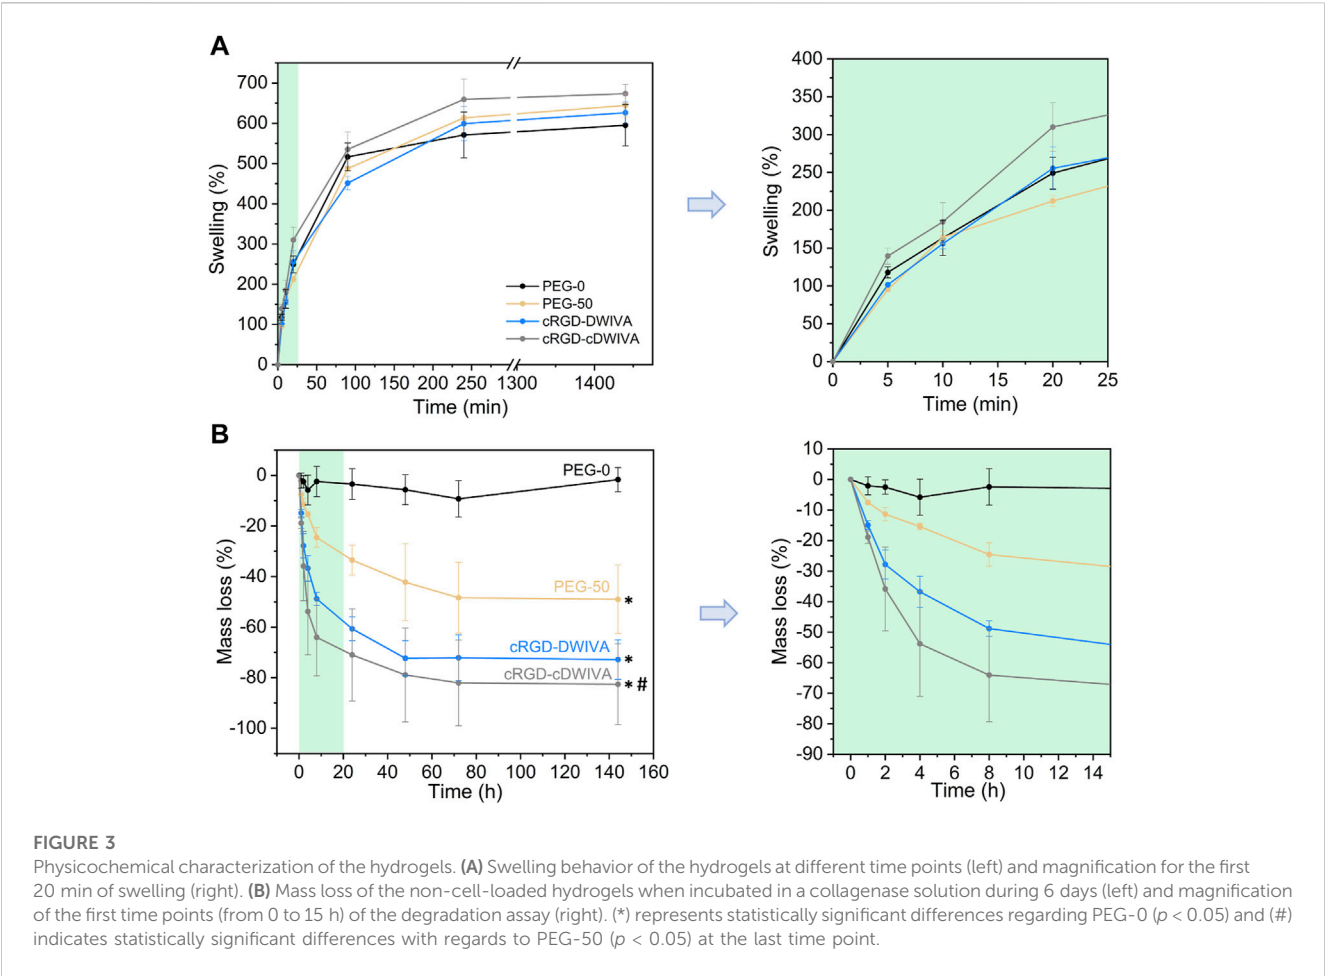 A
700
600
500
400
300
200
100
0
Swelling (%)
PEG-0
PEG-50
cRGD-DWIVA
cRGD-cDWIVA
0 50 100 150 200 250 1300 1400
Time (min)
400
350
300
250
200
150
100
50
0
Swelling (%)
0 5 10 15 20 25
Time (min)
B
0
-20
-40
-60
-80
-100
Mass loss (%)
PEG-0
PEG-50
*
cRGD-DWIVA
*
cRGD-cDWIVA
* #
0 20 40 60 80 100 120 140 160
Time (h)
10
0
-10
-20
-30
-40
-50
-60
-70
-80
-90
Mass loss (%)
0 2 4 6 8 10 12 14
Time (h)
FIGURE 3
Physicochemical characterization of the hydrogels. (A) Swelling behavior of the hydrogels at different time points (left) and magnification for the first
20 min of swelling (right). (B) Mass loss of the non-cell-loaded hydrogels when incubated in a collagenase solution during 6 days (left) and magnification
of the first time points (from 0 to 15 h) of the degradation assay (right). (*) represents statistically significant differences regarding PEG-0 (p < 0.05) and (#)
indicates statistically significant differences with regards to PEG-50 (p < 0.05) at the last time point.